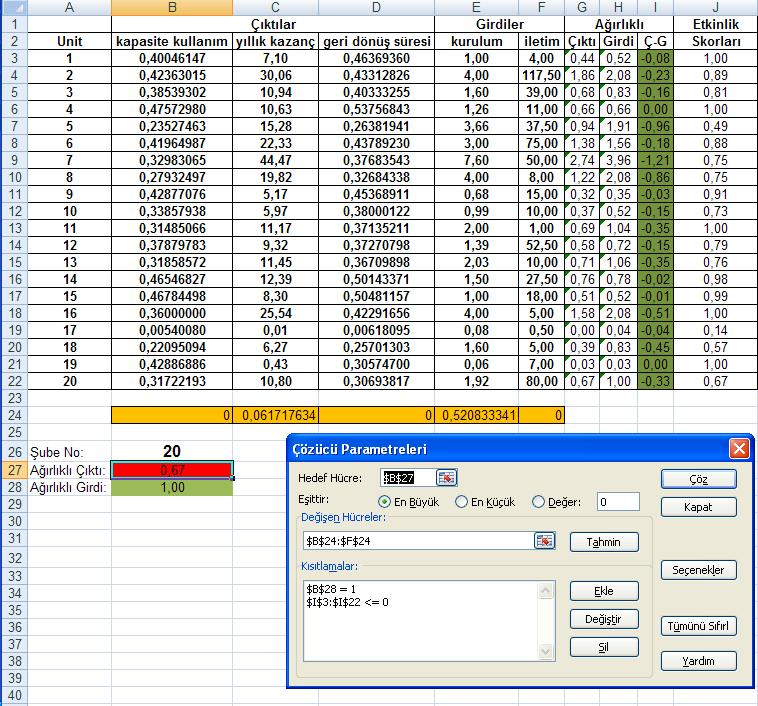 A B C D E F G H I J
1 Çıktılar Girdiler Ağırlıklı Etkinlik
2 Unit kapasite kullanım yıllık kazanç geri dönüş süresi kurulum iletim Çıktı Girdi Ç-G Skorları
3 1 0,40046147 7,10 0,46369360 1,00 4,00 0,44 0,52 -0,08 1,00
4 2 0,42363015 30,06 0,43312826 4,00 117,50 1,86 2,08 -0,23 0,89
5 3 0,38539302 10,94 0,40333255 1,60 39,00 0,68 0,83 -0,16 0,81
6 4 0,47572980 10,63 0,53756843 1,26 11,00 0,66 0,66 0,00 1,00
7 5 0,23527463 15,28 0,26381941 3,66 37,50 0,94 1,91 -0,96 0,49
8 6 0,41964987 22,33 0,43789230 3,00 75,00 1,38 1,56 -0,18 0,88
9 7 0,32983065 44,47 0,37683543 7,60 50,00 2,74 3,96 -1,21 0,75
10 8 0,27932497 19,82 0,32684338 4,00 8,00 1,22 2,08 -0,86 0,75
11 9 0,42877076 5,17 0,45368911 0,68 15,00 0,32 0,35 -0,03 0,91
12 10 0,33857938 5,97 0,38000122 0,99 10,00 0,37 0,52 -0,15 0,73
13 11 0,31485066 11,17 0,37135211 2,00 1,00 0,69 1,04 -0,35 1,00
14 12 0,37879783 9,32 0,37270798 1,39 52,50 0,58 0,72 -0,15 0,79
15 13 0,31858572 11,45 0,36709898 2,03 10,00 0,71 1,06 -0,35 0,76
16 14 0,46546827 12,39 0,50143371 1,50 27,50 0,76 0,78 -0,02 0,98
17 15 0,46784498 8,30 0,50481157 1,00 18,00 0,51 0,52 -0,01 0,99
18 16 0,36000000 25,54 0,42291656 4,00 5,00 1,58 2,08 -0,51 1,00
19 17 0,00540080 0,01 0,00618095 0,08 0,50 0,00 0,04 -0,04 0,14
20 18 0,22095094 6,27 0,25701303 1,60 5,00 0,39 0,83 -0,45 0,57
21 19 0,42886886 0,43 0,30574700 0,06 7,00 0,03 0,03 0,00 1,00
22 20 0,31722193 10,80 0,30693817 1,92 80,00 0,67 1,00 -0,33 0,67
23
24 0 0,061717634 0 0,520833341 0
25
26 Şube No: 20
27 Ağırlıklı Çıktı: 0,67
28 Ağırlıklı Girdi: 1,00
29
30
31
32
33
34
35
36
37
38
39
40
Çözücü Parametreleri
Hedef Hücre: $B$27 Çöz
Eşittir: En Büyük En Küçük Değer: 0 Kapat
Değişen Hücreler:
$B$24:$F$24 Tahmin
Kısıtlamalar: Seçenekler
$B$28 = 1 Ekle
$I$3:$I$22 <= 0
Değiştir Tümünü Sıfırl
Sil
Yardım